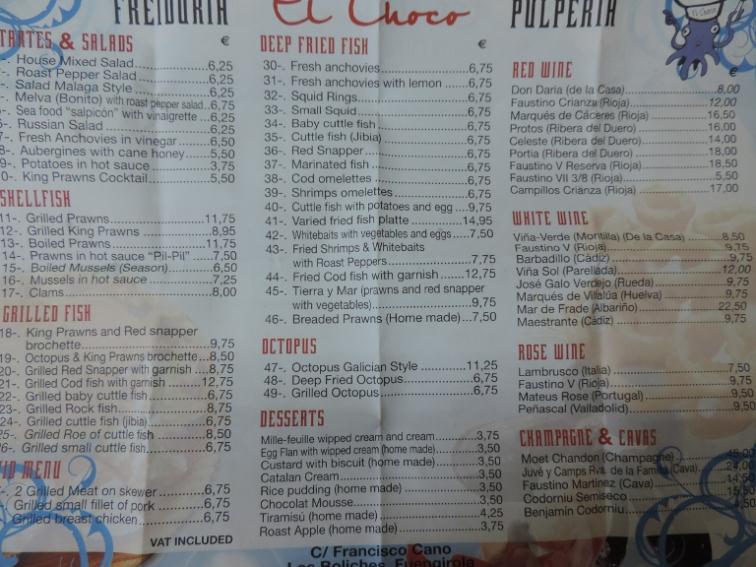 FREIDURIA El Choco PULPERIA
TARTES & SALADS €
House Mixed Salad 6,25
Roast Pepper Salad 6,25
Salad Malaga Style 6,25
Melva (Bonito) with roast pepper salad 6,75
Sea food "salpicón" with vinaigrette 6,25
Russian Salad 6,25
7-. Fresh Anchovies in vinegar 6,50
8-. Aubergines with cane honey 5,50
9-. Potatoes in hot sauce 3,75
0-. King Prawns Cocktail 5,50
SHELLFISH
11-. Grilled Prawns 11,75
12-. Grilled King Prawns 8,95
13-. Boiled Prawns 11,75
14-. Prawns in hot sauce "Pil-Pil" 7,50
15-. Boiled Mussels (Season) 6,50
16-. Mussels in hot sauce 7,25
17-. Clams 8,00
GRILLED FISH
18-. King Prawns and Red snapper
brochette 9,75
19-. Octopus & King Prawns brochette 8,50
20-. Grilled Red Snapper with garnish 8,75
21-. Grilled Cod fish with garnish 12,75
22-. Grilled baby cuttle fish 6,75
23-. Grilled Rock fish 8,75
24-. Grilled cuttle fish (jibia) 6,75
25-. Grilled Roe of cuttle fish 8,50
26-. Grilled small cuttle fish 6,75
MENU
2 Grilled Meat on skewer 6,75
Grilled small fillet of pork 6,75
Grilled breast chicken 6,75
VAT INCLUDED
DEEP FRIED FISH €
30-. Fresh anchovies 6,75
31-. Fresh anchovies with lemon 6,75
32-. Squid Rings 6,75
33-. Small Squid 6,75
34-. Baby cuttle fish 6,75
35-. Cuttle fish (Jibia) 6,75
36-. Red Snapper 6,75
37-. Marinated fish 6,75
38-. Cod omelettes 6,75
39-. Shrimps omelettes 6,75
40-. Cuttle fish with potatoes and egg 9,75
41-. Varied fried fish platte 14,95
42-. Whitebaits with vegetables and eggs 7,50
43-. Fried Shrimps & Whitebaits
with Roast Peppers 7,75
44-. Fried Cod fish with garnish 12,75
45-. Tierra y Mar (prawns and red snapper
with vegetables) 9,75
46-. Breaded Prawns (Home made) 7,50
OCTOPUS
47-. Octopus Galician Style 11,25
48-. Deep Fried Octopus 6,75
49-. Grilled Octopus 6,75
DESSERTS
Mille-feuille wipped cream and cream 3,75
Egg Flan with wipped cream (home made) 3,50
Custard with biscuit (home made) 3,50
Catalan Cream 3,50
Rice pudding (home made) 3,50
Chocolat Mousse 3,50
Tiramisú (home made) 4,25
Roast Apple (home made) 3,75
C/ Francisco Cano
Los Boliches, Fuengirola
€
RED WINE
Don Daria (de la Casa) 8,00
Faustino Crianza (Rioja) 12,00
Marqués de Cáceres (Rioja) 16,50
Protos (Ribera del Duero) 16,00
Celeste (Ribera del Duero) 14,00
Portia (Ribera del Duero) 18,00
Faustino V Reserva (Rioja) 18,50
Faustino VII 3/8 (Rioja) 5,50
Campillos Crianza (Rioja) 17,00
WHITE WINE
Viña-Verde (Montilla) (De la Casa) 8,50
Faustino V (Rioja) 9,75
Barbadillo (Cádiz) 9,75
Viña Sol (Parellada) 12,00
José Galo Verdejo (Rueda) 9,75
Marqués de Villalúa (Huelva) 9,75
Mar de Frade (Albariño) 22,50
Maestrante (Cádiz) 9,75
ROSE WINE
Lambrusco (Italia) 7,50
Faustino V (Rioja) 9,75
Mateus Rose (Portugal) 9,50
Peñascal (Valladolid) 9,50
CHAMPAGNE & CAVAS
Moet Chandon (Champagne)
Juvé y Camps Rva. de la Familia (Cava) 24,00
Faustino Martinez (Cava) 14,50
Codorniu Semiseco
Benjamín Codorniu